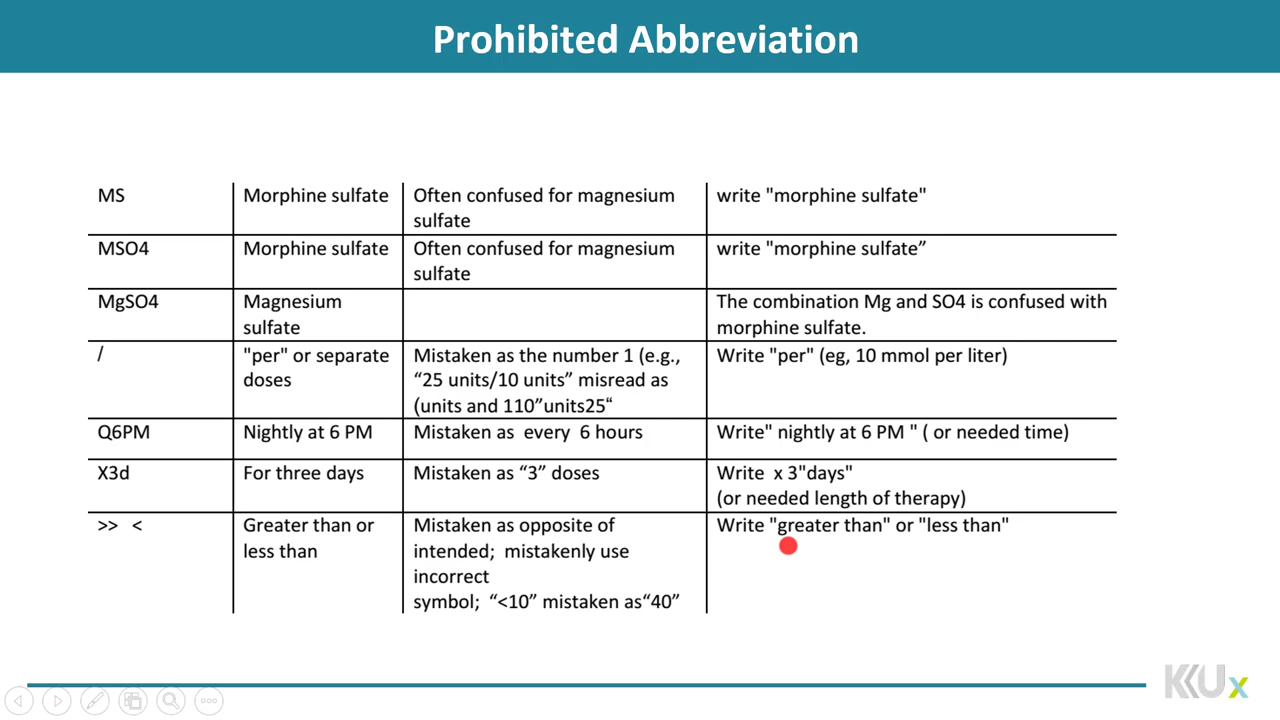 Prohibited Abbreviation
MS
Morphine sulfate
Often confused for magnesium
sulfate
write "morphine sulfate"
MSO4
Morphine sulfate
Often confused for magnesium
sulfate
write "morphine sulfate”
MgSO4
Magnesium
sulfate
The combination Mg and SO4 is confused with
morphine sulfate.
/
"per" or separate
doses
Mistaken as the number 1 (e.g.,
“25 units/10 units” misread as
(units and 110”units25“
Write "per" (eg, 10 mmol per liter)
Q6PM
Nightly at 6 PM
Mistaken as  every  6 hours
Write" nightly at 6 PM " ( or needed time)
X3d
For three days
Mistaken as “3” doses
Write  x 3"days"
(or needed length of therapy)
>>  <
Greater than or
less than
Mistaken as opposite of
intended;  mistakenly use
incorrect
symbol;  “<10” mistaken as“40”
Write "greater than" or "less than"
KKUx